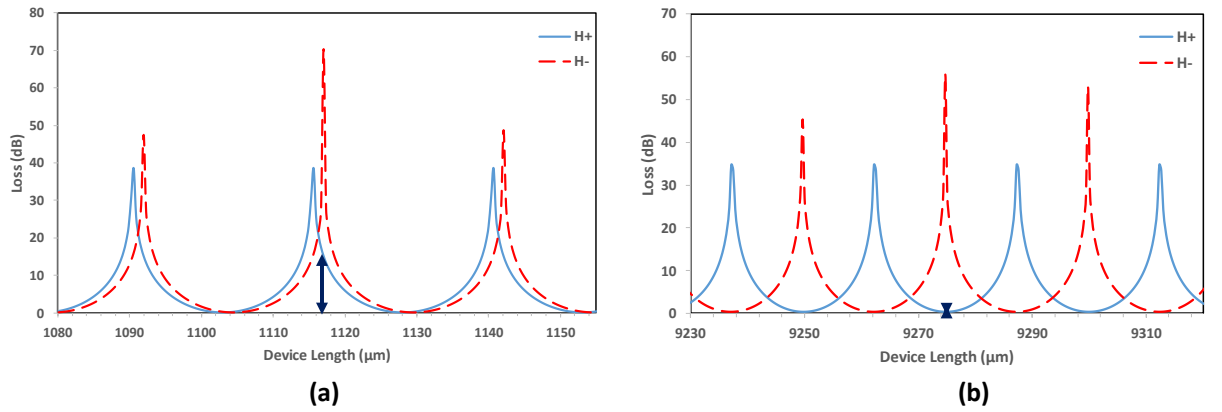 80
70
60
50
40
30
20
10
0
Loss (dB)
1080 1090 1100 1110 1120 1130 1140 1150
Device Length (µm)
H+
H-
(a)
70
60
50
40
30
20
10
0
Loss (dB)
9230 9250 9270 9290 9310
Device Length (µm)
H+
H-
(b)